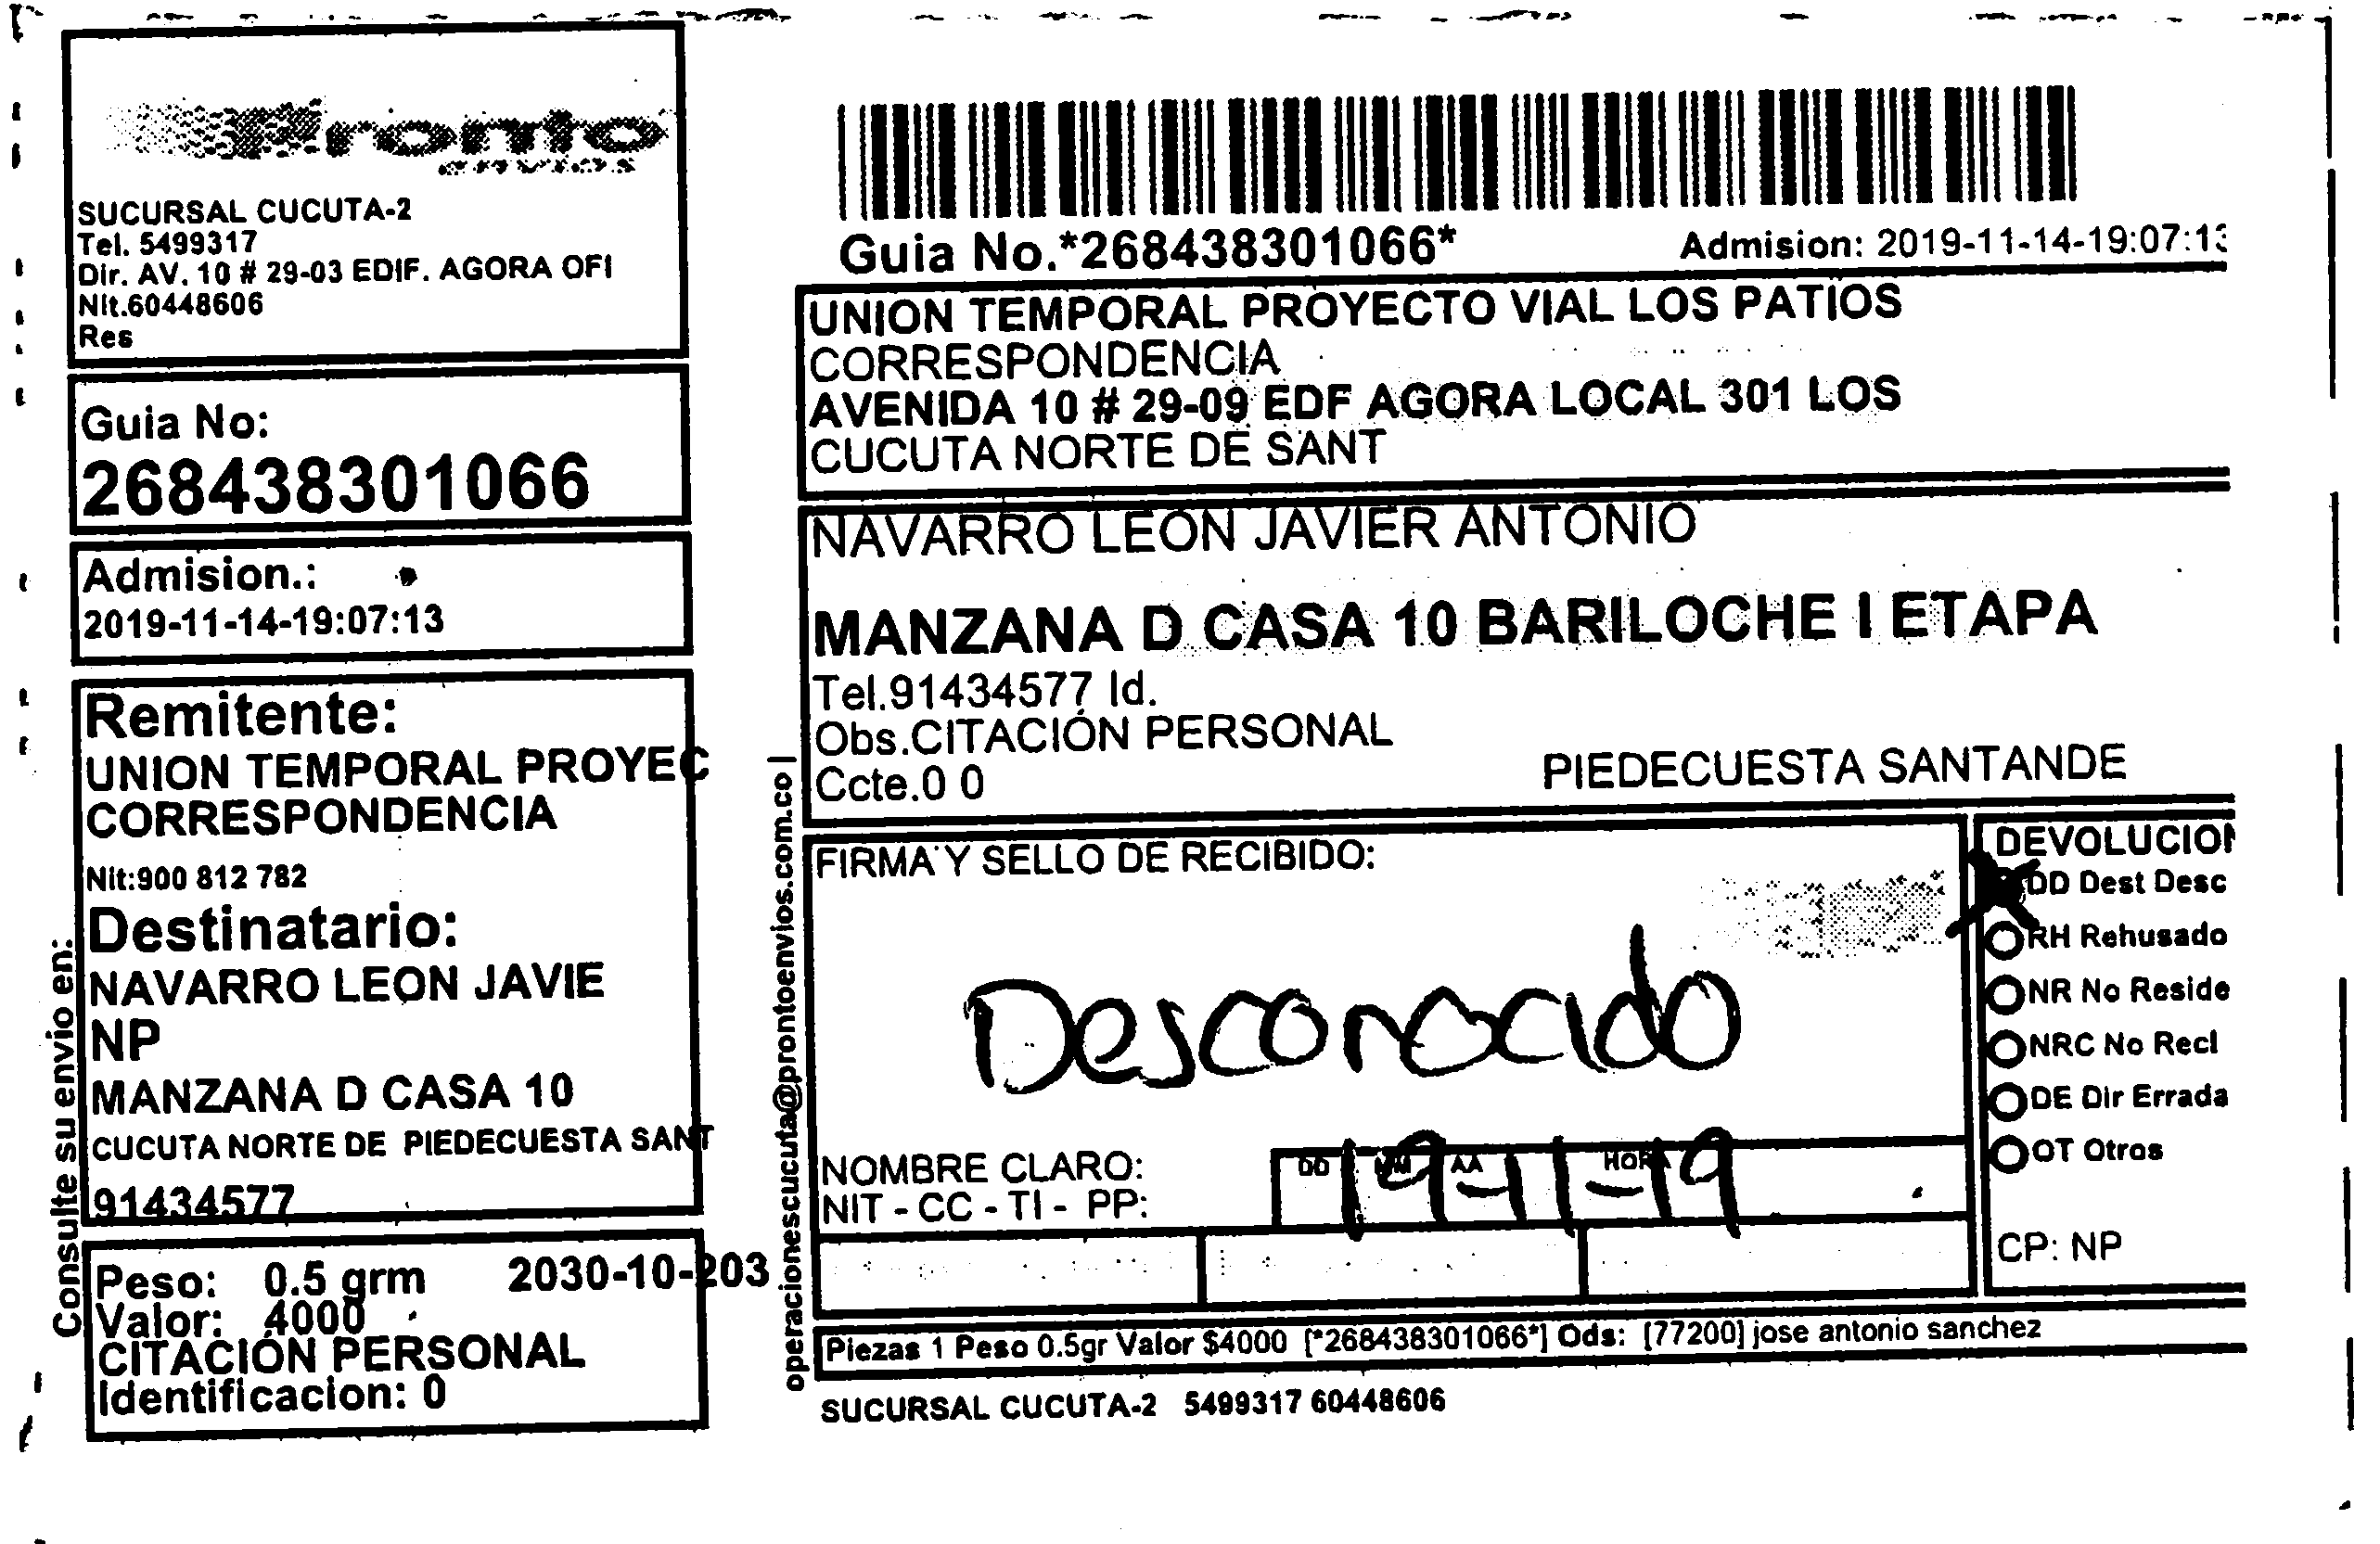 Pronto
envios
SUCURSAL CUCUTA-2
Tel. 5499317
Dir. AV. 10 # 29-03 EDIF. AGORA OFI
Nit.60448606
Res
Guia No:
268438301066
Admision.:
2019-11-14-19:07:13
Remitente:
UNION TEMPORAL PROYEC
CORRESPONDENCIA
Nit:900 812 782
Destinatario:
NAVARRO LEON JAVIE
NP
MANZANA D CASA 10
CUCUTA NORTE DE PIEDECUESTA SANT
91434577
Peso: 0.5 grm 2030-10-203
Valor: 4000
CITACIÓN PERSONAL
Identificacion: 0
Consulte su envio en:
operacionescucuta@prontoenvios.com.co |
Guia No.*268438301066* Admision: 2019-11-14-19:07:13
UNION TEMPORAL PROYECTO VIAL LOS PATIOS
CORRESPONDENCIA
AVENIDA 10 # 29-09 EDF AGORA LOCAL 301 LOS
CUCUTA NORTE DE SANT
NAVARRO LEON JAVIER ANTONIO
MANZANA D CASA 10 BARILOCHE I ETAPA
Tel.91434577 Id.
Obs.CITACIÓN PERSONAL
Ccte.0 0 PIEDECUESTA SANTANDE
FIRMA Y SELLO DE RECIBIDO:
Desconocido
NOMBRE CLARO:
NIT - CC - TI - PP:
DD MM AA HORA
19-11-19
DEVOLUCION
DD Dest Desc
RH Rehusado
NR No Reside
NRC No Recl
DE Dir Errada
OT Otros
CP: NP
Piezas 1 Peso 0.5gr Valor $4000 [*268438301066*] Ods: [77200] jose antonio sanchez
SUCURSAL CUCUTA-2 5499317 60448606